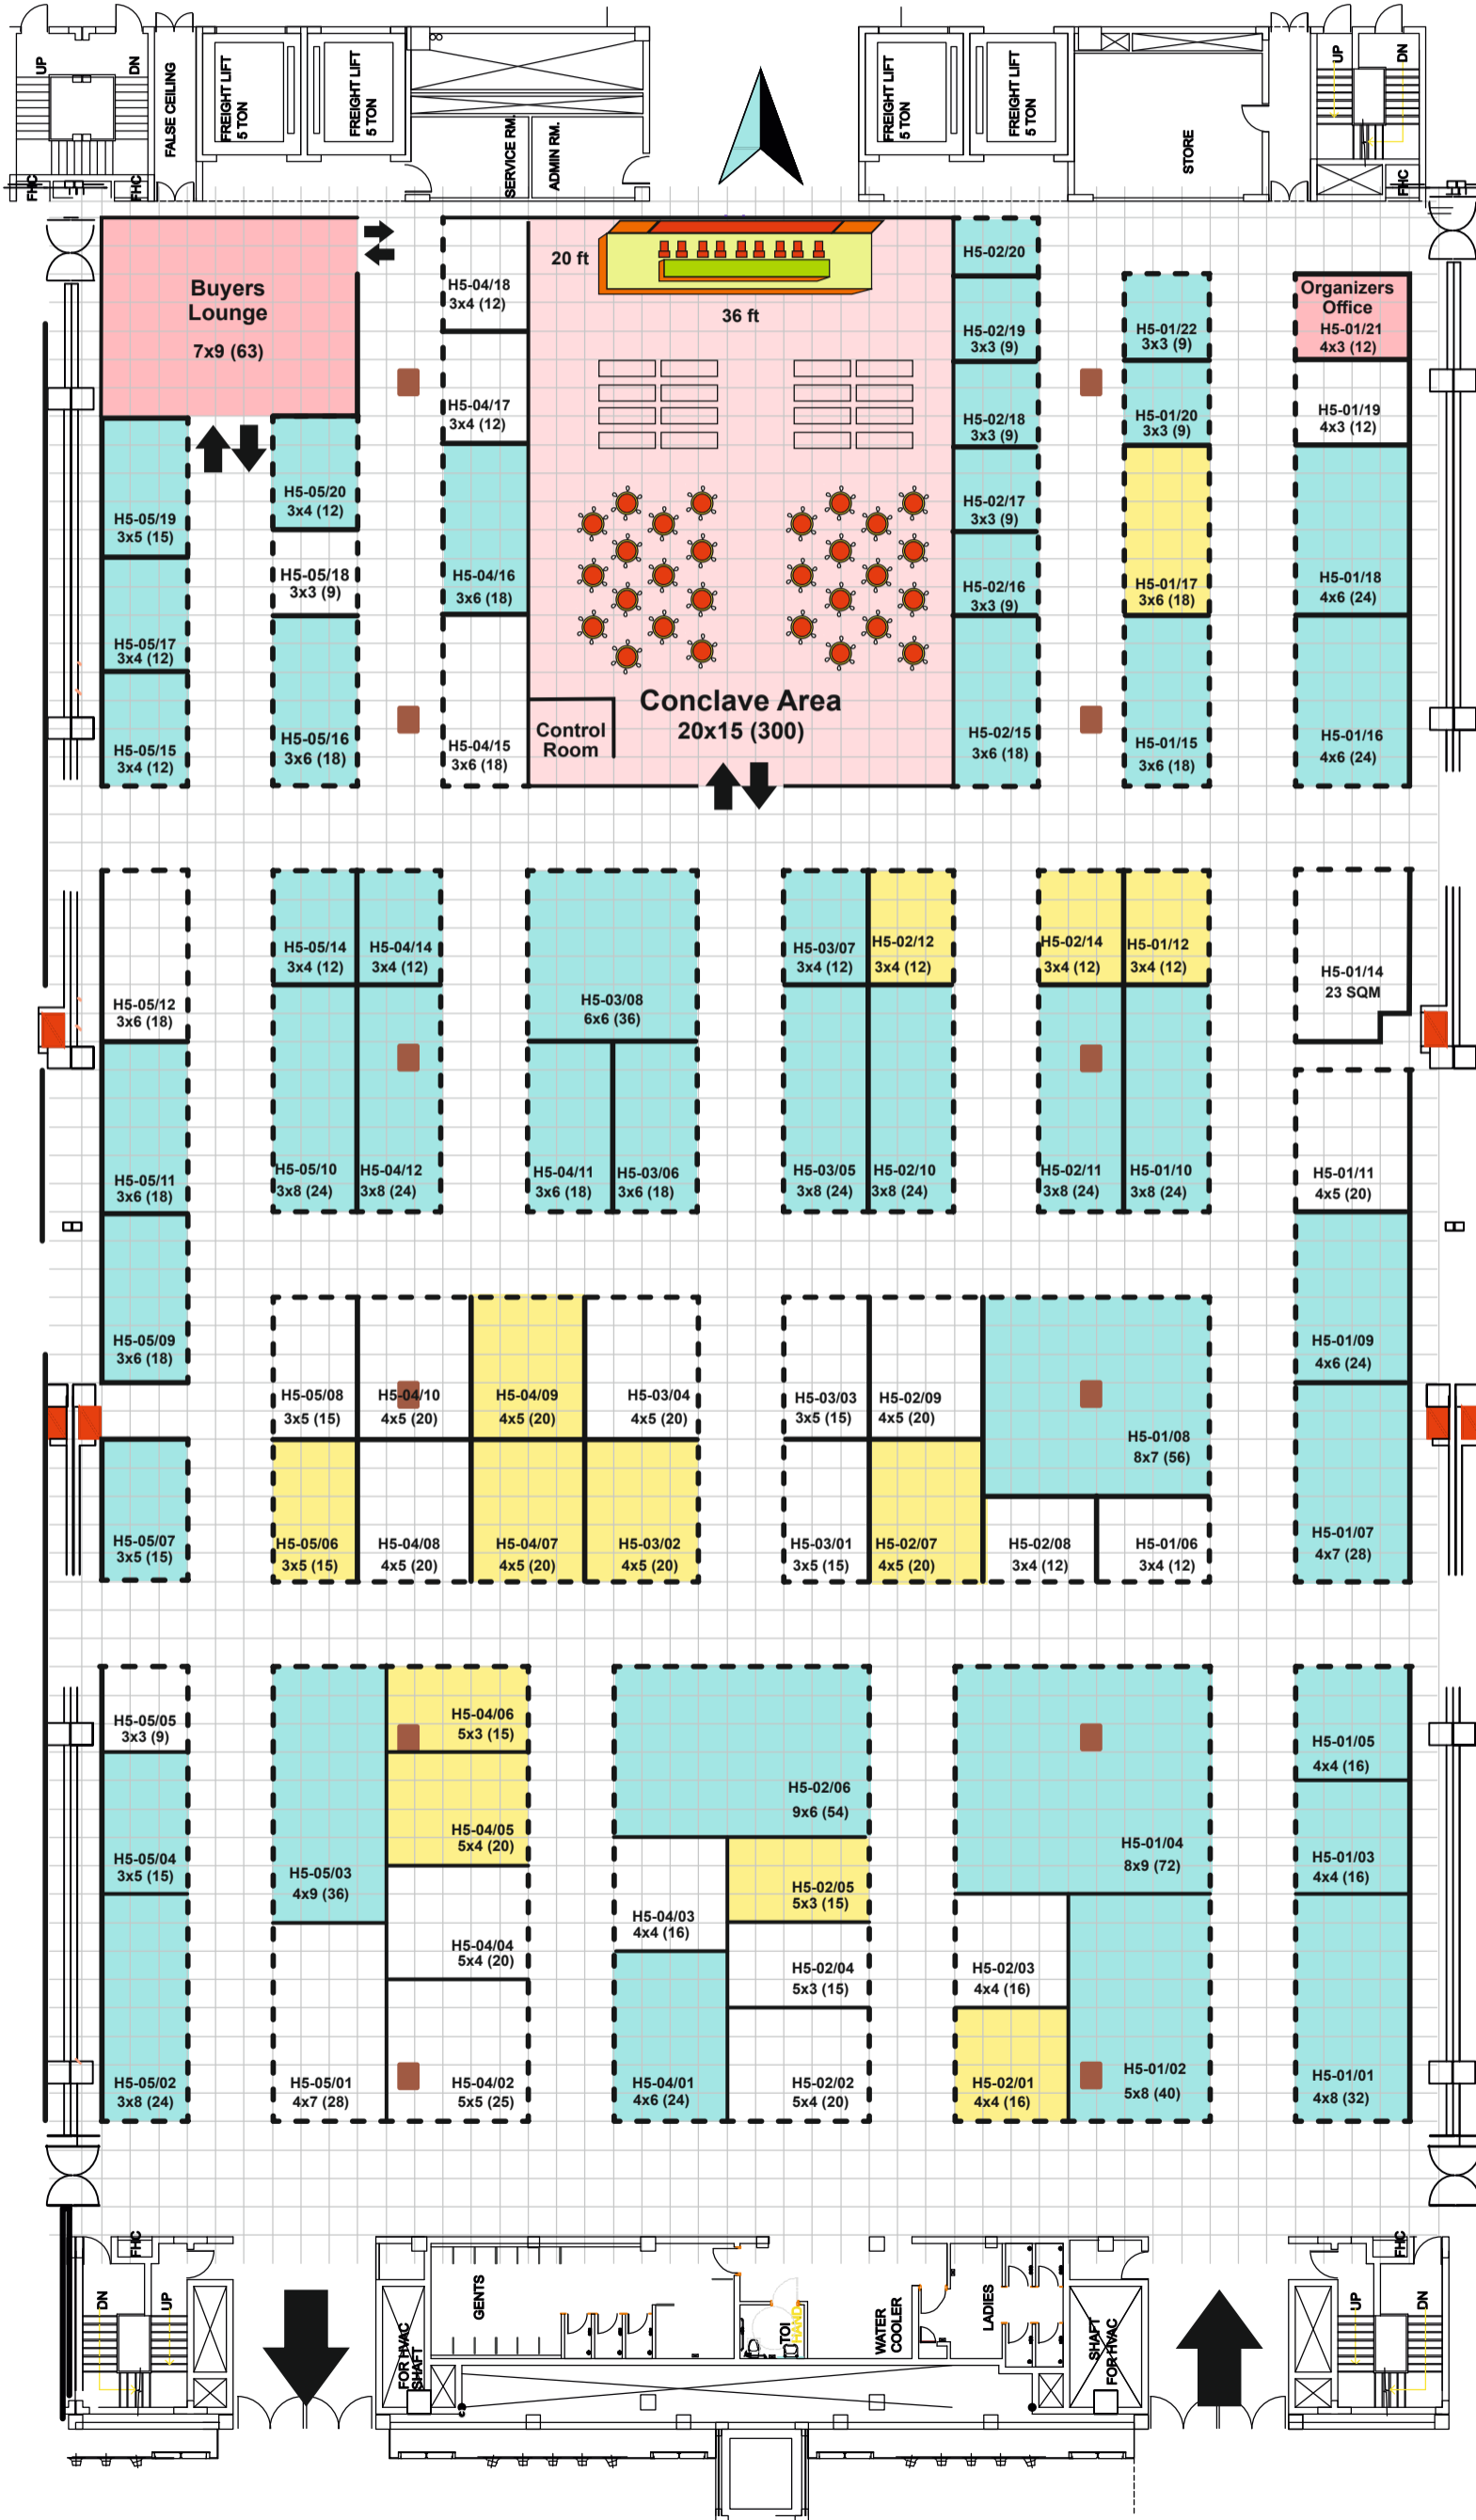 UP
DN
FALSE CEILING
FREIGHT LIFT
5 TON
FREIGHT LIFT
5 TON
SERVICE RM.
ADMIN RM.
FREIGHT LIFT
5 TON
FREIGHT LIFT
5 TON
STORE
UP
DN
FHC
FHC
FHC
Buyers
Lounge
7x9 (63)
H5-04/18
3x4 (12)
20 ft
36 ft
H5-02/20
H5-02/19
3x3 (9)
H5-01/22
3x3 (9)
Organizers
Office
H5-01/21
4x3 (12)
H5-04/17
3x4 (12)
H5-02/18
3x3 (9)
H5-01/20
3x3 (9)
H5-01/19
4x3 (12)
H5-05/19
3x5 (15)
H5-05/20
3x4 (12)
H5-02/17
3x3 (9)
H5-05/18
3x3 (9)
H5-04/16
3x6 (18)
H5-02/16
3x3 (9)
H5-01/17
3x6 (18)
H5-01/18
4x6 (24)
H5-05/17
3x4 (12)
Conclave Area
20x15 (300)
Control
Room
H5-05/15
3x4 (12)
H5-05/16
3x6 (18)
H5-04/15
3x6 (18)
H5-02/15
3x6 (18)
H5-01/15
3x6 (18)
H5-01/16
4x6 (24)
H5-05/14
3x4 (12)
H5-04/14
3x4 (12)
H5-03/07
3x4 (12)
H5-02/12
3x4 (12)
H5-02/14
3x4 (12)
H5-01/12
3x4 (12)
H5-01/14
23 SQM
H5-05/12
3x6 (18)
H5-03/08
6x6 (36)
H5-05/11
3x6 (18)
H5-05/10
3x8 (24)
H5-04/12
3x8 (24)
H5-04/11
3x6 (18)
H5-03/06
3x6 (18)
H5-03/05
3x8 (24)
H5-02/10
3x8 (24)
H5-02/11
3x8 (24)
H5-01/10
3x8 (24)
H5-01/11
4x5 (20)
H5-05/09
3x6 (18)
H5-01/09
4x6 (24)
H5-05/08
3x5 (15)
H5-04/10
4x5 (20)
H5-04/09
4x5 (20)
H5-03/04
4x5 (20)
H5-03/03
3x5 (15)
H5-02/09
4x5 (20)
H5-01/08
8x7 (56)
H5-05/07
3x5 (15)
H5-05/06
3x5 (15)
H5-04/08
4x5 (20)
H5-04/07
4x5 (20)
H5-03/02
4x5 (20)
H5-03/01
3x5 (15)
H5-02/07
4x5 (20)
H5-02/08
3x4 (12)
H5-01/06
3x4 (12)
H5-01/07
4x7 (28)
H5-05/05
3x3 (9)
H5-04/06
5x3 (15)
H5-02/06
9x6 (54)
H5-01/05
4x4 (16)
H5-05/04
3x5 (15)
H5-05/03
4x9 (36)
H5-04/05
5x4 (20)
H5-01/04
8x9 (72)
H5-01/03
4x4 (16)
H5-04/03
4x4 (16)
H5-02/05
5x3 (15)
H5-04/04
5x4 (20)
H5-02/04
5x3 (15)
H5-02/03
4x4 (16)
H5-05/02
3x8 (24)
H5-05/01
4x7 (28)
H5-04/02
5x5 (25)
H5-04/01
4x6 (24)
H5-02/02
5x4 (20)
H5-02/01
4x4 (16)
H5-01/02
5x8 (40)
H5-01/01
4x8 (32)
FHC
DN
UP
FOR HVAC
SHAFT
GENTS
TOI
HAND
WATER
COOLER
LADIES
SHAFT
FOR HVAC
FHC
UP
DN